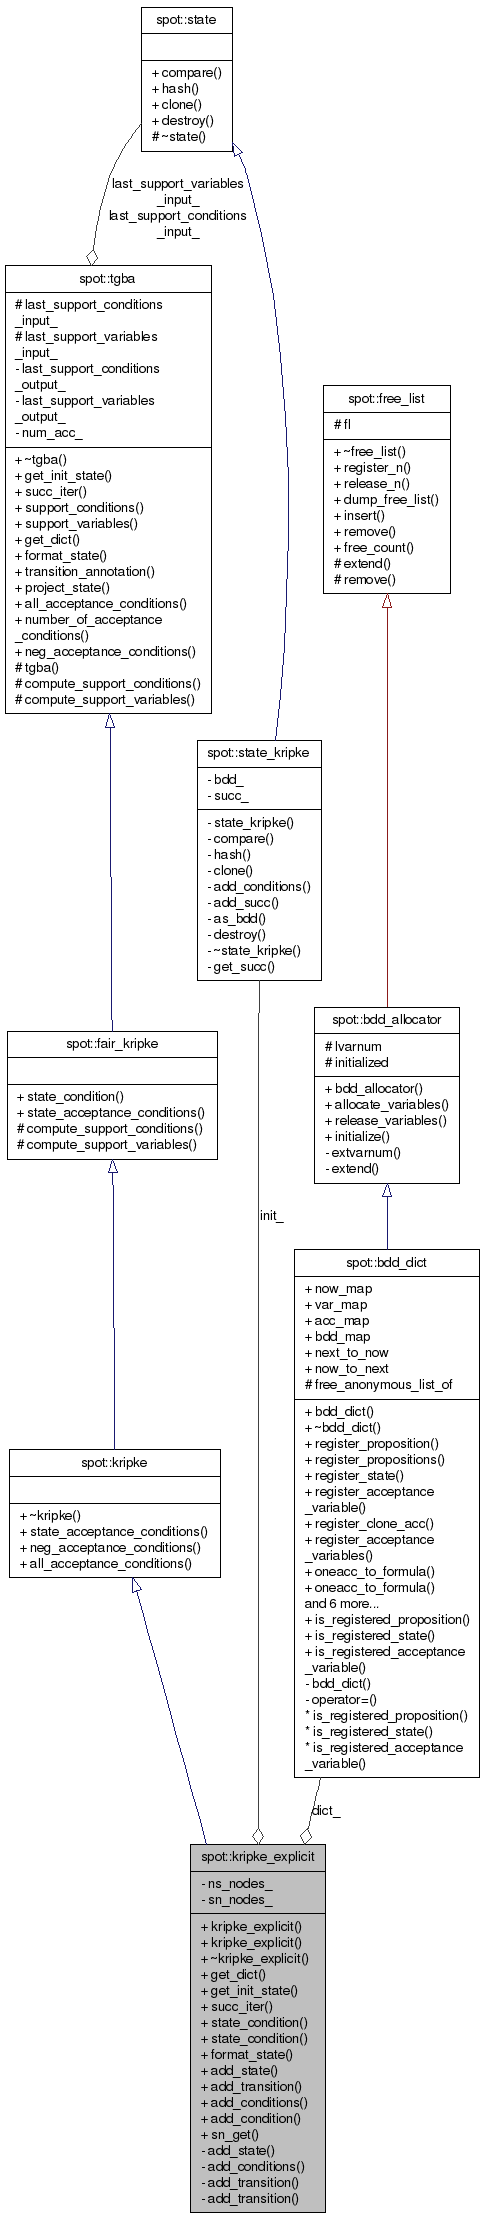 spot::state
+ compare()
+ hash()
+ clone()
+ destroy()
# ~state()
last_support_variables
_input_
last_support_conditions
_input_
spot::tgba
# last_support_conditions
_input_
# last_support_variables
_input_
- last_support_conditions
_output_
- last_support_variables
_output_
- num_acc_
+ ~tgba()
+ get_init_state()
+ succ_iter()
+ support_conditions()
+ support_variables()
+ get_dict()
+ format_state()
+ transition_annotation()
+ project_state()
+ all_acceptance_conditions()
+ number_of_acceptance
_conditions()
+ neg_acceptance_conditions()
# tgba()
# compute_support_conditions()
# compute_support_variables()
spot::free_list
# fl
+ ~free_list()
+ register_n()
+ release_n()
+ dump_free_list()
+ insert()
+ remove()
+ free_count()
# extend()
# remove()
spot::state_kripke
- bdd_
- succ_
- state_kripke()
- compare()
- hash()
- clone()
- add_conditions()
- add_succ()
- as_bdd()
- destroy()
- ~state_kripke()
- get_succ()
spot::bdd_allocator
# lvarnum
# initialized
+ bdd_allocator()
+ allocate_variables()
+ release_variables()
+ initialize()
- extvarnum()
- extend()
spot::fair_kripke
+ state_condition()
+ state_acceptance_conditions()
# compute_support_conditions()
# compute_support_variables()
init_
spot::bdd_dict
+ now_map
+ var_map
+ acc_map
+ bdd_map
+ next_to_now
+ now_to_next
# free_anonymous_list_of
+ bdd_dict()
+ ~bdd_dict()
+ register_proposition()
+ register_propositions()
+ register_state()
+ register_acceptance
_variable()
+ register_clone_acc()
+ register_acceptance
_variables()
+ oneacc_to_formula()
+ oneacc_to_formula()
and 6 more...
+ is_registered_proposition()
+ is_registered_state()
+ is_registered_acceptance
_variable()
- bdd_dict()
- operator=()
* is_registered_proposition()
* is_registered_state()
* is_registered_acceptance
_variable()
spot::kripke
+ ~kripke()
+ state_acceptance_conditions()
+ neg_acceptance_conditions()
+ all_acceptance_conditions()
dict_
spot::kripke_explicit
- ns_nodes_
- sn_nodes_
+ kripke_explicit()
+ kripke_explicit()
+ ~kripke_explicit()
+ get_dict()
+ get_init_state()
+ succ_iter()
+ state_condition()
+ state_condition()
+ format_state()
+ add_state()
+ add_transition()
+ add_conditions()
+ add_condition()
+ sn_get()
- add_state()
- add_conditions()
- add_transition()
- add_transition()